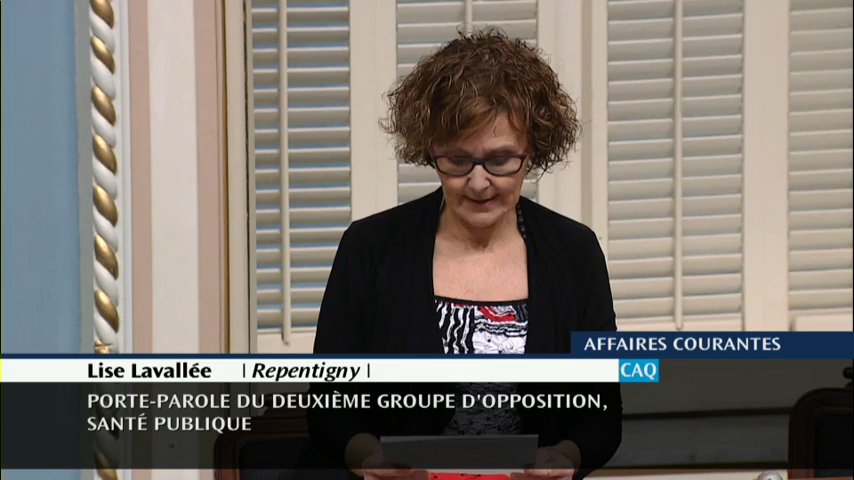 AFFAIRES COURANTES
Lise Lavallée | Repentigny | CAQ
PORTE-PAROLE DU DEUXIÈME GROUPE D'OPPOSITION,
SANTÉ PUBLIQUE